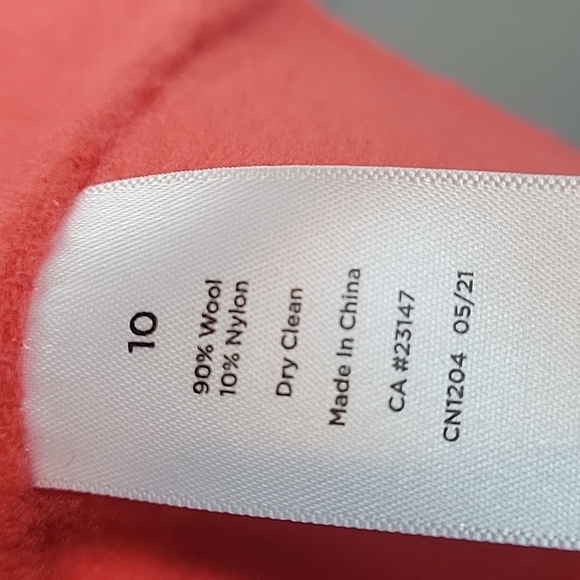 10
90% Wool
10% Nylon
Dry Clean
Made In China
CA #23147
CN1204 05/21